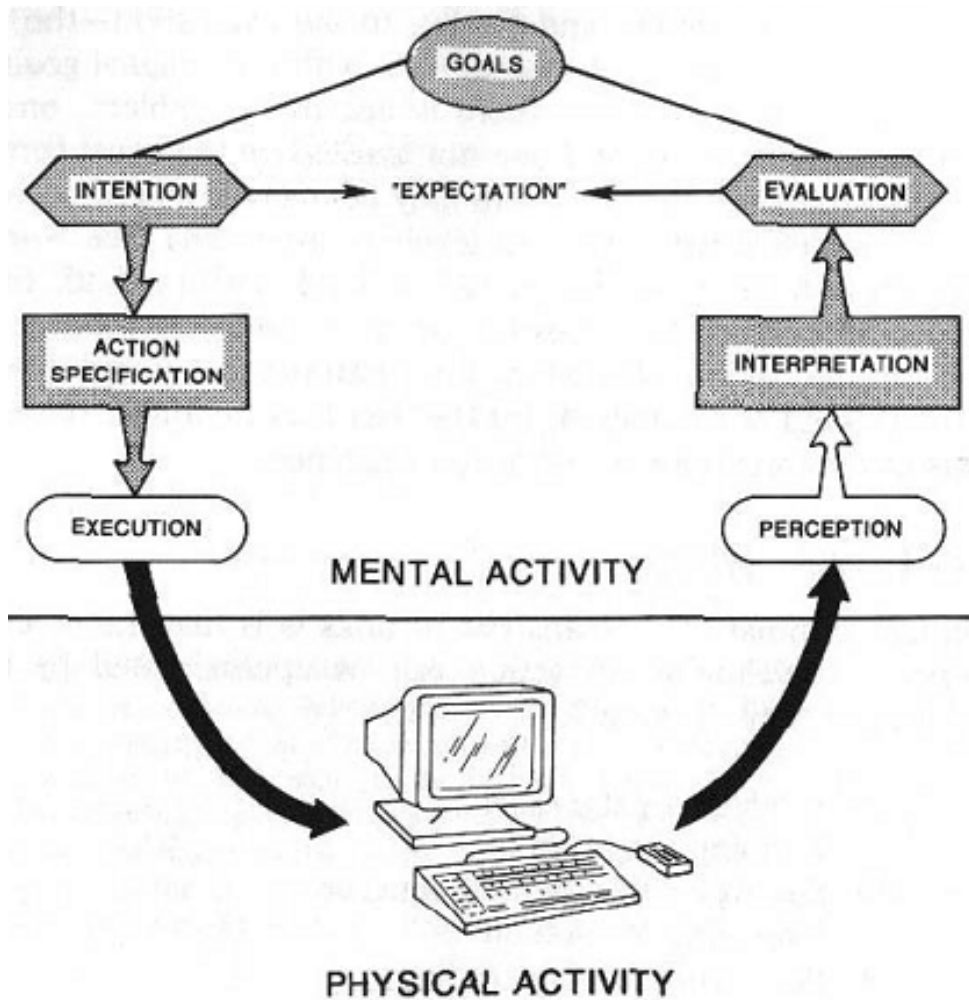 GOALS
INTENTION
"EXPECTATION"
EVALUATION
ACTION
SPECIFICATION
INTERPRETATION
EXECUTION
PERCEPTION
MENTAL ACTIVITY
PHYSICAL ACTIVITY